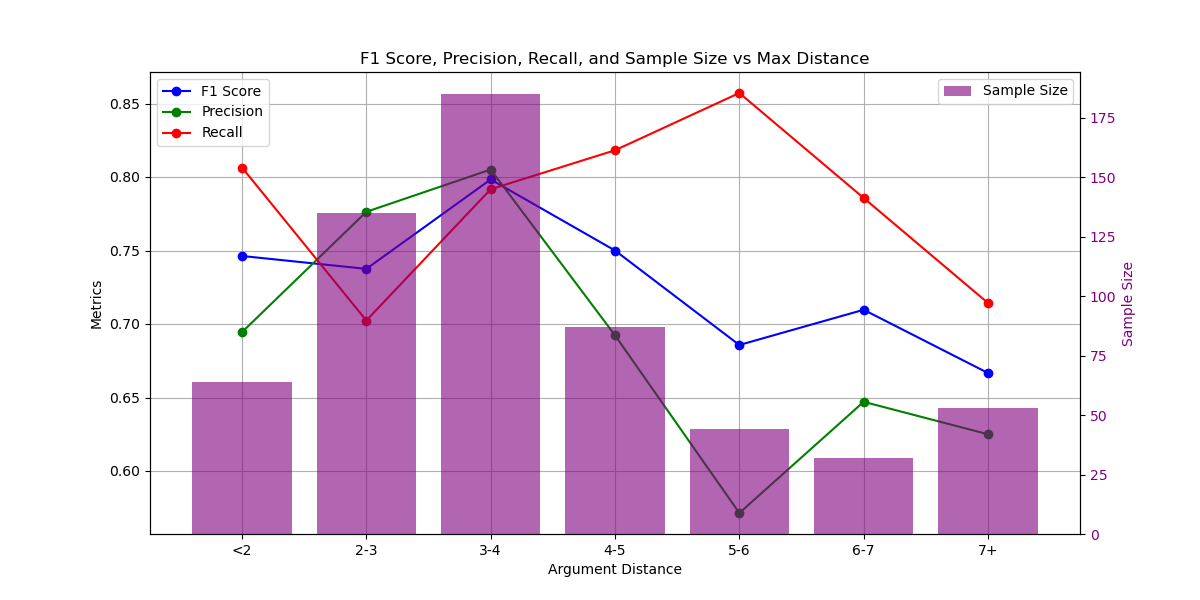 F1 Score, Precision, Recall, and Sample Size vs Max Distance
F1 Score
Precision
Recall
Sample Size
0.85
0.80
0.75
0.70
0.65
0.60
Metrics
175
150
125
100
75
50
25
0
Sample Size
<2
2-3
3-4
4-5
5-6
6-7
7+
Argument Distance